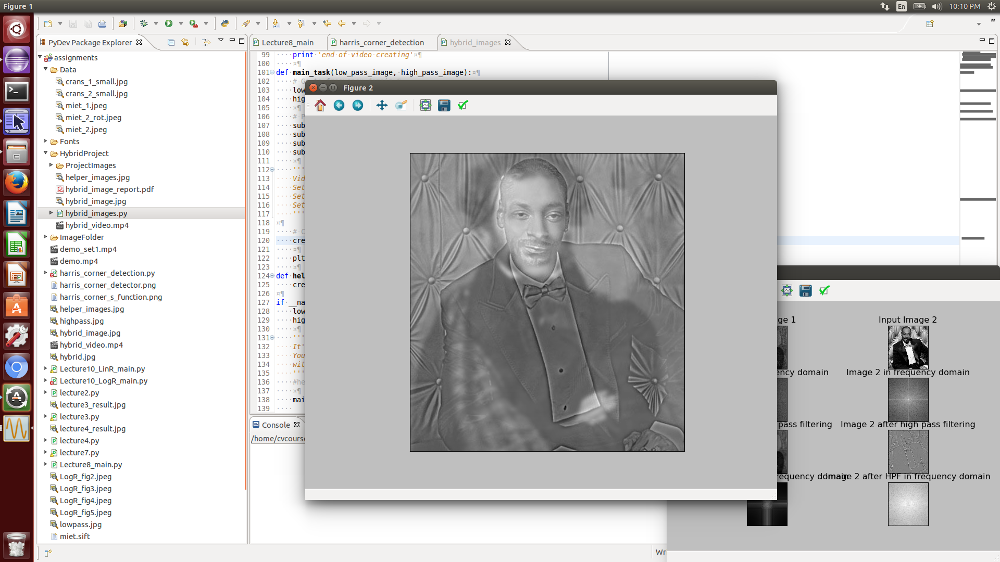 Figure 1
En
10:10 PM
PyDev Package Explorer
assignments
Data
crans_1_small.jpg
crans_2_small.jpg
miet_1.jpeg
miet_2_rot.jpeg
miet_2.jpeg
Fonts
HybridProject
ProjectImages
helper_images.jpg
hybrid_image_report.pdf
hybrid_image.jpg
hybrid_images.py
hybrid_video.mp4
ImageFolder
demo_set1.mp4
demo.mp4
harris_corner_detection.py
harris_corner_detector.png
harris_corner_s_function.png
helper_images.jpg
highpass.jpg
hybrid_image.jpg
hybrid_video.mp4
hybrid.jpg
Lecture10_LinR_main.py
Lecture10_LogR_main.py
lecture2.py
lecture3_result.jpg
lecture3.py
lecture4_result.jpg
lecture4.py
lecture7.py
Lecture8_main.py
LogR_fig2.jpeg
LogR_fig3.jpeg
LogR_fig4.jpeg
LogR_fig5.jpeg
lowpass.jpg
miet.sift
Lecture8_main
harris_corner_detection
hybrid_images
99 print 'end of video creating'
100
101 def main_task(low_pass_image, high_pass_image):
102 #
103 low
104 hig
105
106 # P
107 sub
108 sub
109 sub
110 sub
111
112 '''
113 Vid
114 Set
115 Set
116 Set
117 '''
118
119 # C
120 cre
121
122 plt
123
124 def hel
125 cre
126
127 if __na
128 low
129 hig
130
131 '''
132 It'
133 You
134 wit
135 '''
136 #he
137
138 mai
139
Console
/home/cvcourse
Wr
Figure 2
ge 1
Input Image 2
ency domain
Image 2 in frequency domain
pass filtering
Image 2 after high pass filtering
requency domain
Image 2 after HPF in frequency domain